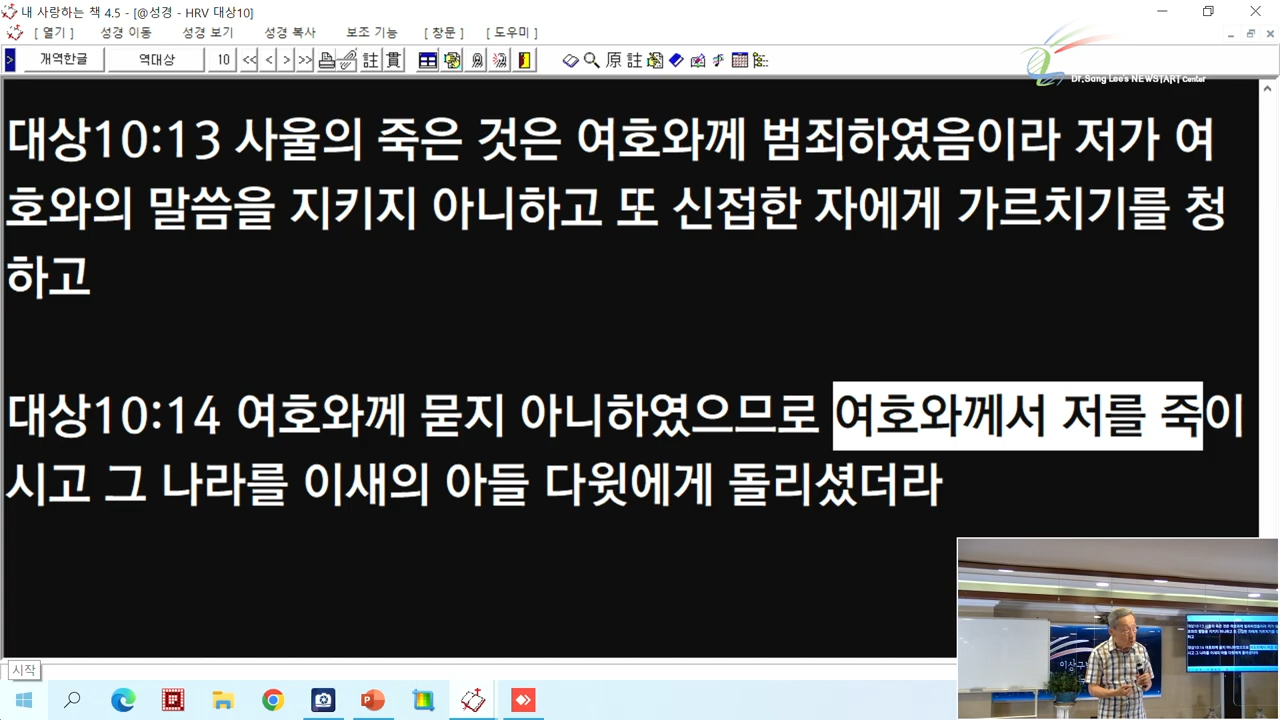 내 사랑하는 책 4.5 - [@성경 - HRV 대상10]
[ 열기 ] 성경 이동 성경 보기 성경 복사 보조 기능 [ 창문 ] [ 도우미 ]
개역한글 역대상 10 << < > >> 註 貫 原 註
Dr.Sang Lee's NEWSTART Center
대상10:13 사울의 죽은 것은 여호와께 범죄하였음이라 저가 여
호와의 말씀을 지키지 아니하고 또 신접한 자에게 가르치기를 청
하고
대상10:14 여호와께 묻지 아니하였으므로 여호와께서 저를 죽이
시고 그 나라를 이새의 아들 다윗에게 돌리셨더라
시작